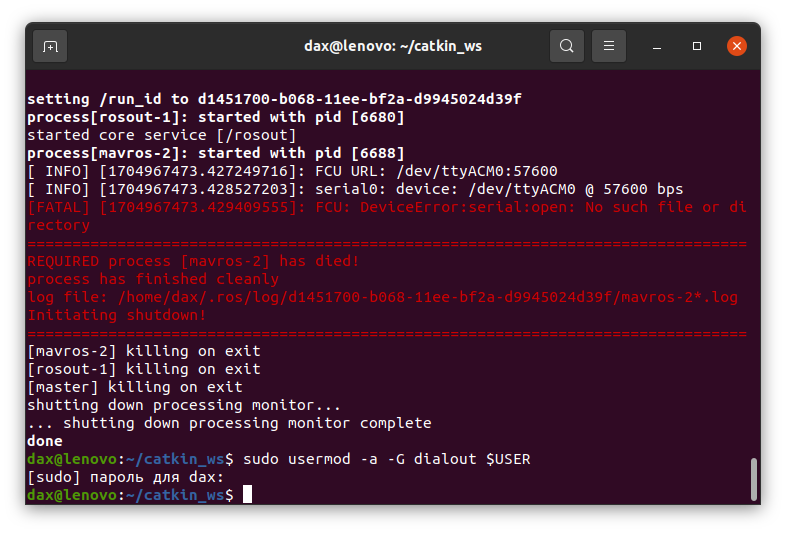 dax@lenovo: ~/catkin_ws
setting /run_id to d1451700-b068-11ee-bf2a-d9945024d39f
process[rosout-1]: started with pid [6680]
started core service [/rosout]
process[mavros-2]: started with pid [6688]
[ INFO] [1704967473.427249716]: FCU URL: /dev/ttyACM0:57600
[ INFO] [1704967473.428527203]: serial0: device: /dev/ttyACM0 @ 57600 bps
[FATAL] [1704967473.429409555]: FCU: DeviceError:serial:open: No such file or di
rectory
================================================================================
REQUIRED process [mavros-2] has died!
process has finished cleanly
log file: /home/dax/.ros/log/d1451700-b068-11ee-bf2a-d9945024d39f/mavros-2*.log
Initiating shutdown!
================================================================================
[mavros-2] killing on exit
[rosout-1] killing on exit
[master] killing on exit
shutting down processing monitor...
... shutting down processing monitor complete
done
dax@lenovo:~/catkin_ws$ sudo usermod -a -G dialout $USER
[sudo] пароль для dax:
dax@lenovo:~/catkin_ws$